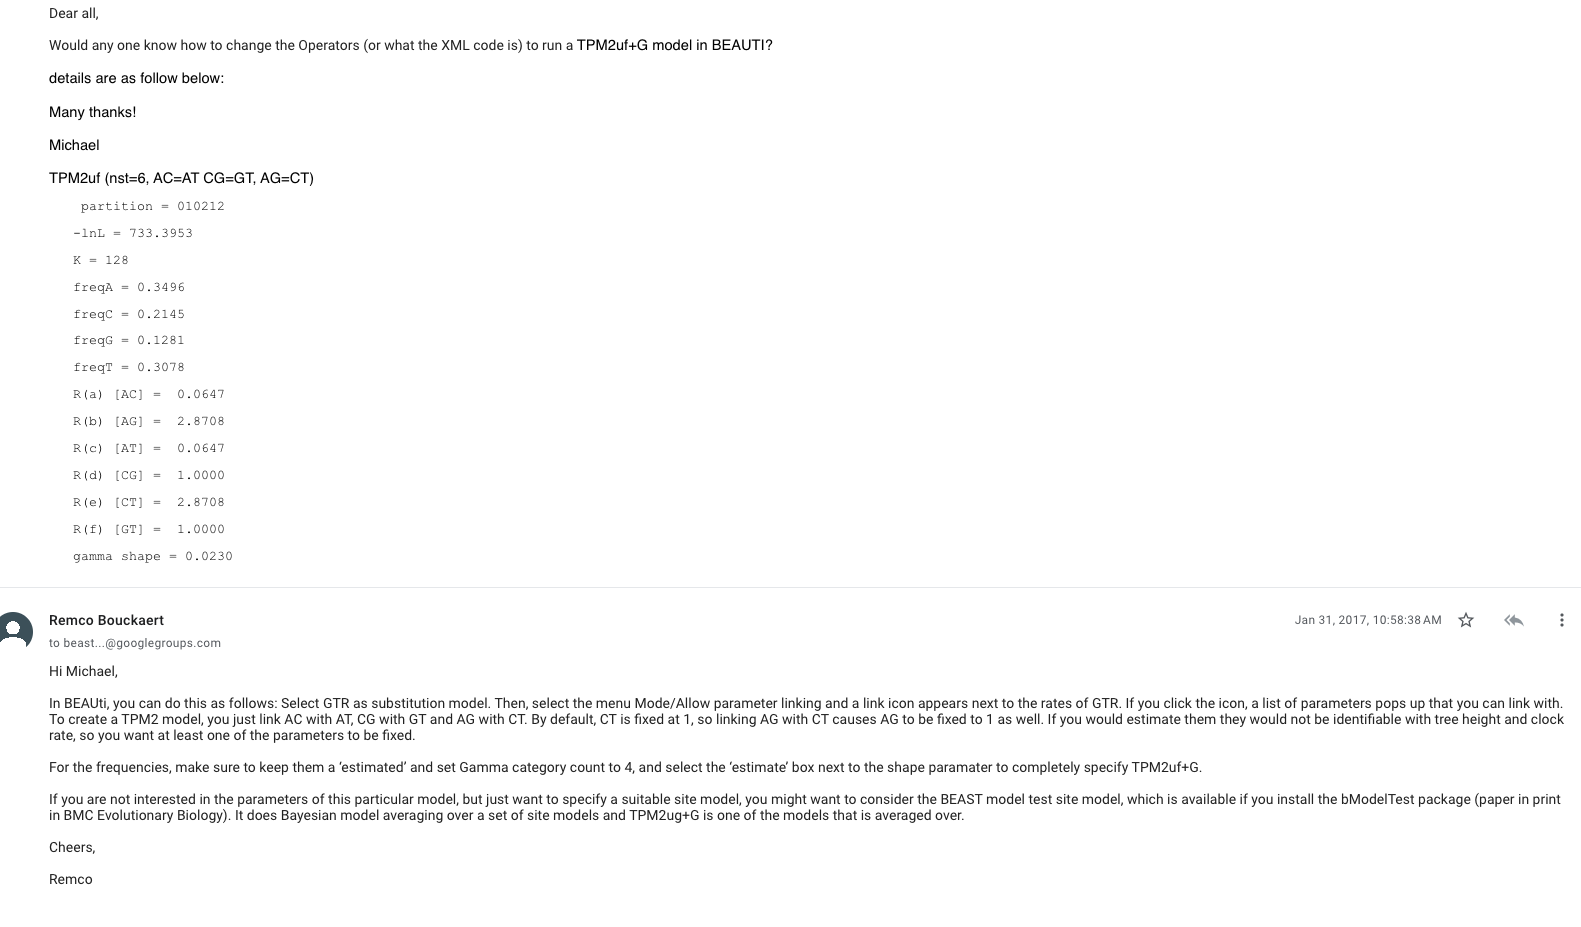 Dear all,
Would any one know how to change the Operators (or what the XML code is) to run a TPM2uf+G model in BEAUTI?
details are as follow below:
Many thanks!
Michael
TPM2uf (nst=6, AC=AT CG=GT, AG=CT)
partition = 010212
-lnL = 733.3953
K = 128
freqA = 0.3496
freqC = 0.2145
freqG = 0.1281
freqT = 0.3078
R(a) [AC] = 0.0647
R(b) [AG] = 2.8708
R(c) [AT] = 0.0647
R(d) [CG] = 1.0000
R(e) [CT] = 2.8708
R(f) [GT] = 1.0000
gamma shape = 0.0230
Remco Bouckaert
Jan 31, 2017, 10:58:38 AM
to beast...@googlegroups.com
Hi Michael,
In BEAUti, you can do this as follows: Select GTR as substitution model. Then, select the menu Mode/Allow parameter linking and a link icon appears next to the rates of GTR. If you click the icon, a list of parameters pops up that you can link with.
To create a TPM2 model, you just link AC with AT, CG with GT and AG with CT. By default, CT is fixed at 1, so linking AG with CT causes AG to be fixed to 1 as well. If you would estimate them they would not be identifiable with tree height and clock
rate, so you want at least one of the parameters to be fixed.
For the frequencies, make sure to keep them a ‘estimated’ and set Gamma category count to 4, and select the ‘estimate’ box next to the shape paramater to completely specify TPM2uf+G.
If you are not interested in the parameters of this particular model, but just want to specify a suitable site model, you might want to consider the BEAST model test site model, which is available if you install the bModelTest package (paper in print
in BMC Evolutionary Biology). It does Bayesian model averaging over a set of site models and TPM2ug+G is one of the models that is averaged over.
Cheers,
Remco